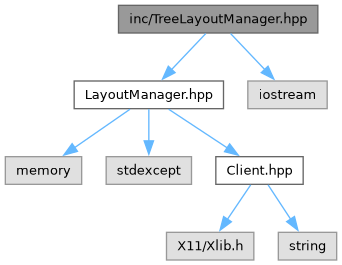 inc/TreeLayoutManager.hpp
LayoutManager.hpp
iostream
memory
stdexcept
Client.hpp
X11/Xlib.h
string